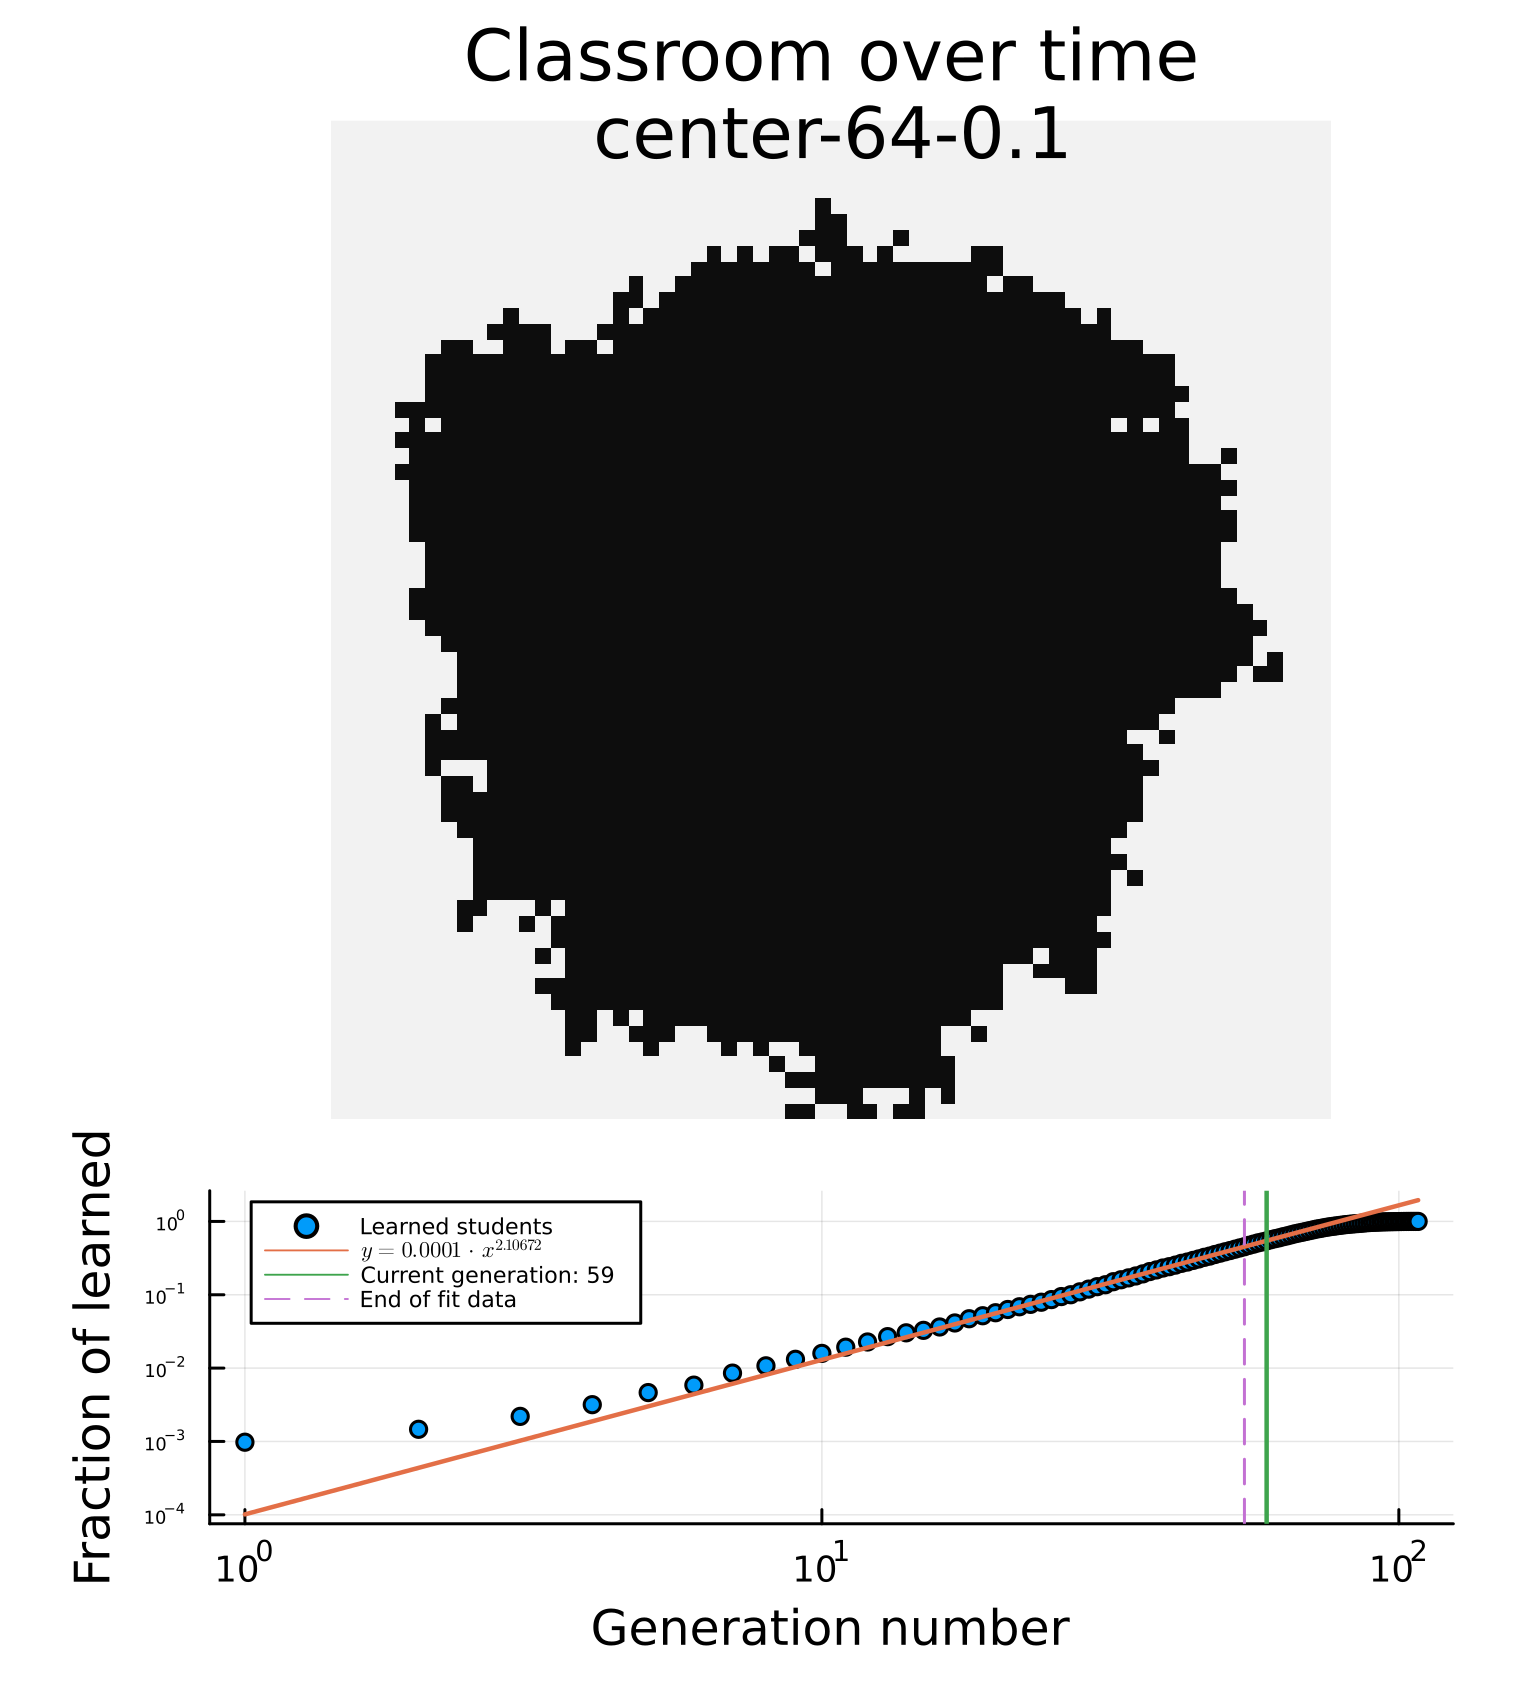 Classroom over time
center-64-0.1
Fraction of learned
Learned students
y = 0.0001 · x^2.10672
Current generation: 59
End of fit data
10^0
10^-1
10^-2
10^-3
10^-4
10^0 10^1 10^2
Generation number